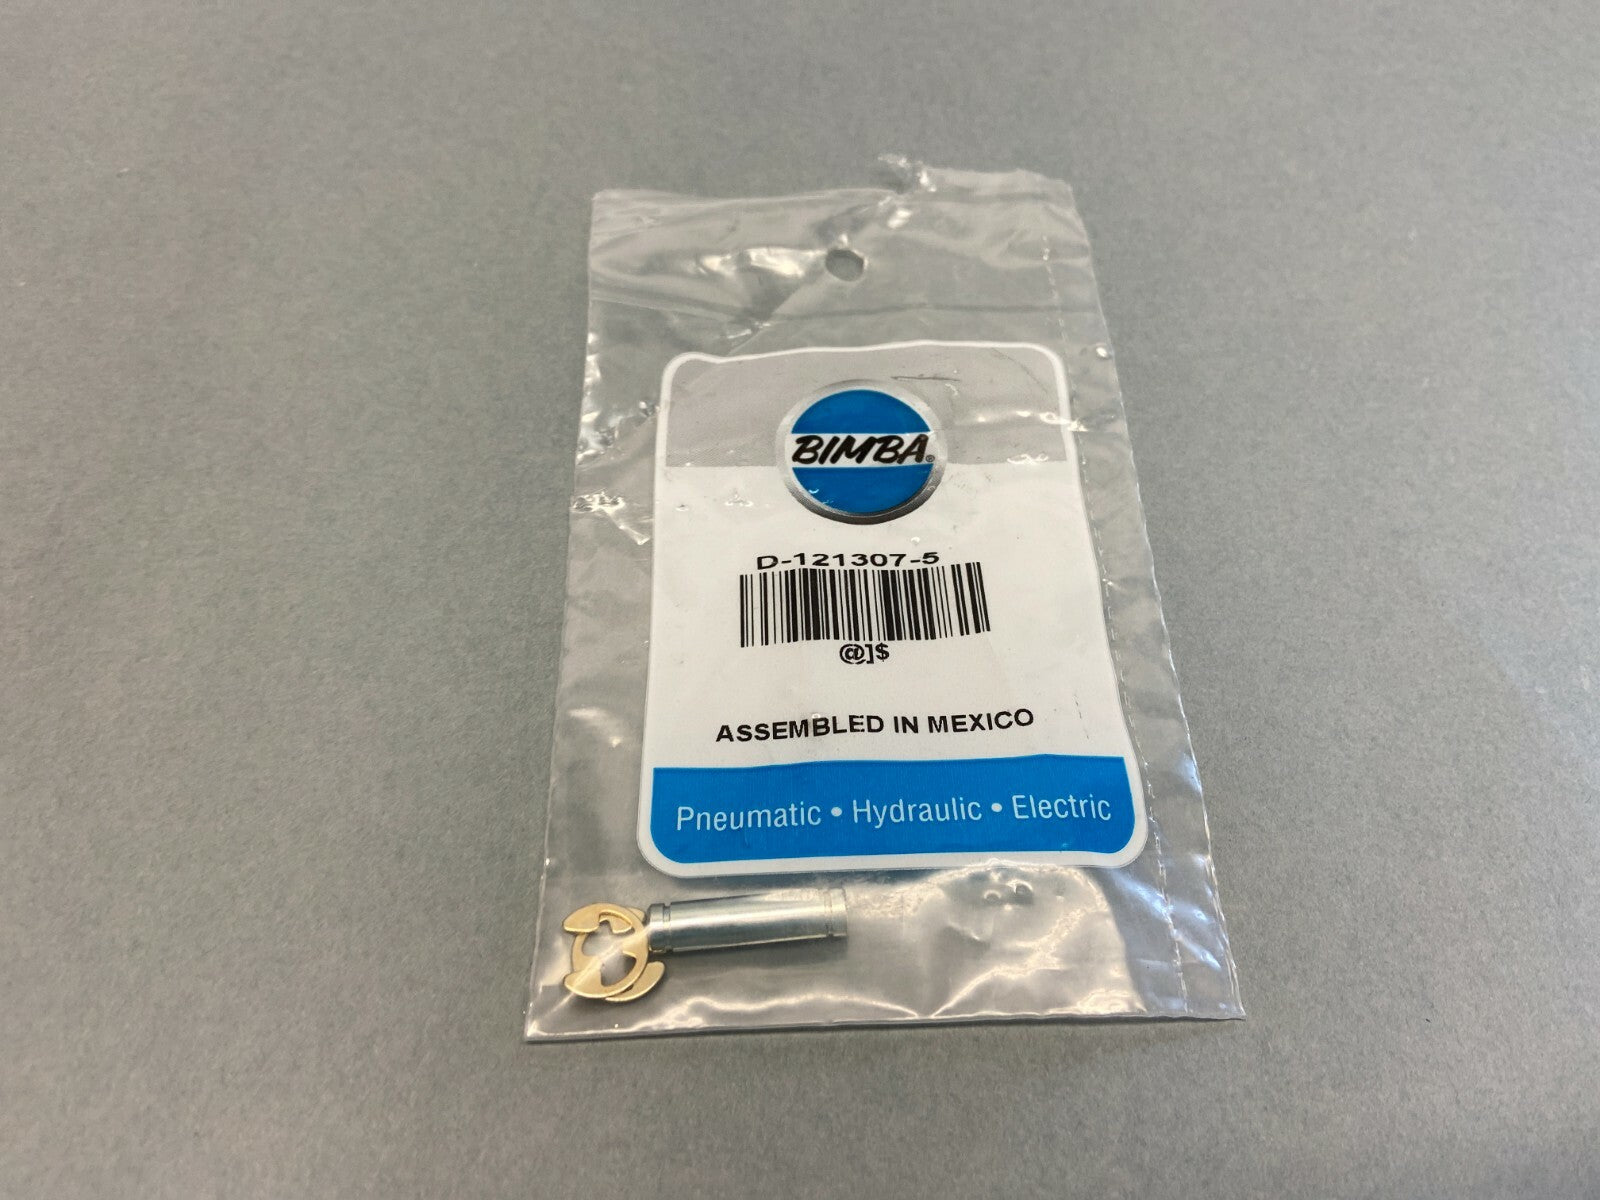 BIMBA®
D-121307-5
@]$
ASSEMBLED IN MEXICO
Pneumatic • Hydraulic • Electric